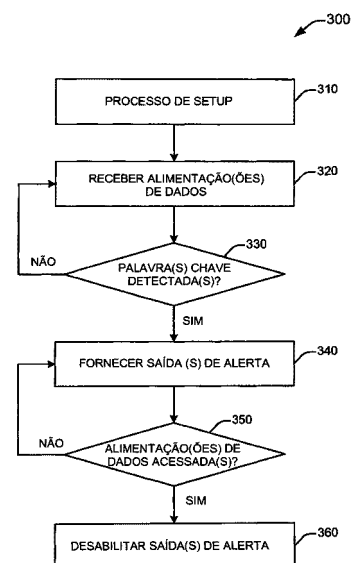 300
PROCESSO DE SETUP
310
RECEBER ALIMENTAÇÃO(ÕES)
DE DADOS
320
330
PALAVRA(S) CHAVE
DETECTADA(S)?
NÃO
SIM
FORNECER SAÍDA (S) DE ALERTA
340
350
ALIMENTAÇÃO(ÕES) DE
DADOS ACESSADA(S)?
NÃO
SIM
DESABILITAR SAÍDA(S) DE ALERTA
360